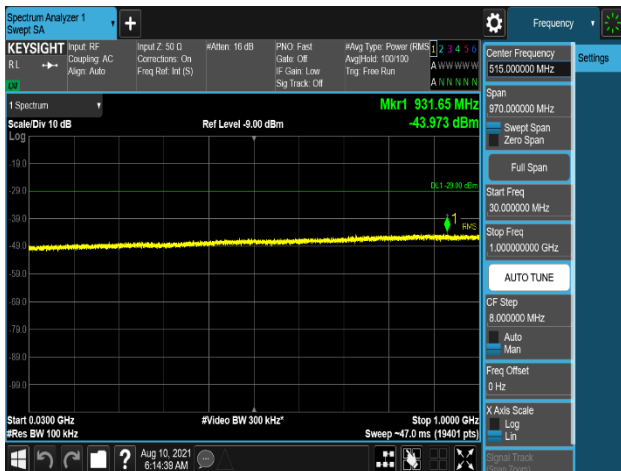 Spectrum Analyzer 1
Swept SA
Frequency
KEYSIGHT
RL
Input: RF
Coupling: AC
Align: Auto
Input Z: 50 Ω
Corrections: On
Freq Ref: Int (S)
#Atten: 16 dB
PNO: Fast
Gate: Off
IF Gain: Low
Sig Track: Off
#Avg Type: Power (RMS
Avg|Hold: 100/100
Trig: Free Run
1 2 3 4 5 6
A W W W W W
A N N N N N
1 Spectrum
Scale/Div 10 dB
Log
Ref Level -9.00 dBm
Mkr1 931.65 MHz
-43.973 dBm
-19.0
-29.0
-39.0
-49.0
-59.0
-69.0
-79.0
-89.0
-99.0
DL1 -29.00 dBm
1
RMS
Start 0.0300 GHz
#Res BW 100 kHz
#Video BW 300 kHz*
Stop 1.0000 GHz
Sweep ~47.0 ms (19401 pts)
?
Aug 10, 2021
6:14:39 AM
Center Frequency
515.000000 MHz
Settings
Span
970.000000 MHz
Swept Span
Zero Span
Full Span
Start Freq
30.000000 MHz
Stop Freq
1.000000000 GHz
AUTO TUNE
CF Step
8.000000 MHz
Auto
Man
Freq Offset
0 Hz
X Axis Scale
Log
Lin
Signal Track
(Span Zoom)